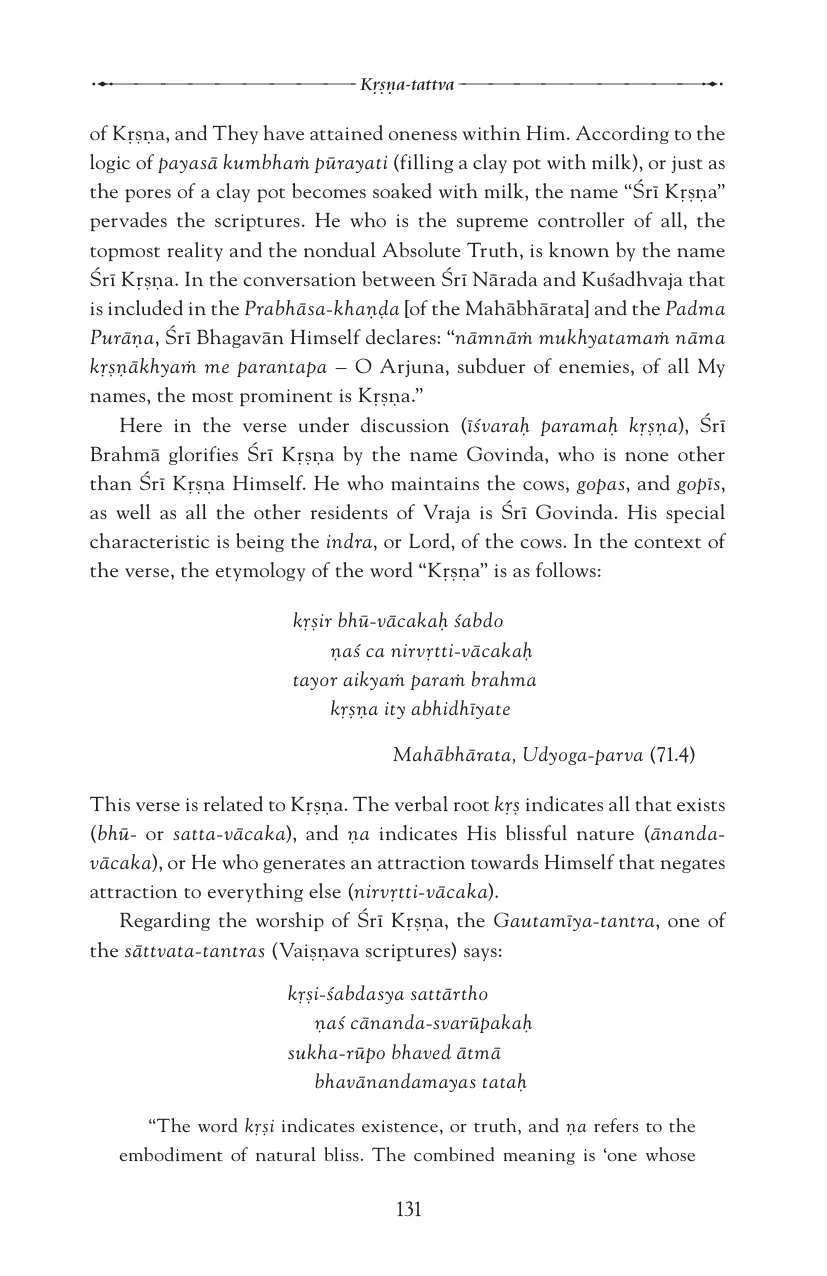 Kṛṣṇa-tattva
of Kṛṣṇa, and They have attained oneness within Him. According to the
logic of payasā kumbhaṁ pūrayati (filling a clay pot with milk), or just as
the pores of a clay pot becomes soaked with milk, the name “Śrī Kṛṣṇa”
pervades the scriptures. He who is the supreme controller of all, the
topmost reality and the nondual Absolute Truth, is known by the name
Śrī Kṛṣṇa. In the conversation between Śrī Nārada and Kuśadhvaja that
is included in the Prabhāsa-khaṇḍa [of the Mahābhārata] and the Padma
Purāṇa, Śrī Bhagavān Himself declares: “nāmnāṁ mukhyatamaṁ nāma
kṛṣṇākhyaṁ me parantapa – O Arjuna, subduer of enemies, of all My
names, the most prominent is Kṛṣṇa.”
Here in the verse under discussion (īśvaraḥ paramaḥ kṛṣṇa), Śrī
Brahmā glorifies Śrī Kṛṣṇa by the name Govinda, who is none other
than Śrī Kṛṣṇa Himself. He who maintains the cows, gopas, and gopīs,
as well as all the other residents of Vraja is Śrī Govinda. His special
characteristic is being the indra, or Lord, of the cows. In the context of
the verse, the etymology of the word “Kṛṣṇa” is as follows:
kṛṣir bhū-vācakaḥ śabdo
ṇaś ca nirvṛtti-vācakaḥ
tayor aikyaṁ paraṁ brahma
kṛṣṇa ity abhidhīyate
Mahābhārata, Udyoga-parva (71.4)
This verse is related to Kṛṣṇa. The verbal root kṛṣ indicates all that exists
(bhū- or satta-vācaka), and ṇa indicates His blissful nature (ānanda-
vācaka), or He who generates an attraction towards Himself that negates
attraction to everything else (nirvṛtti-vācaka).
Regarding the worship of Śrī Kṛṣṇa, the Gautamīya-tantra, one of
the sāttvata-tantras (Vaiṣṇava scriptures) says:
kṛṣi-śabdasya sattārtho
ṇaś cānanda-svarūpakaḥ
sukha-rūpo bhaved ātmā
bhavānandamayas tataḥ
“The word kṛṣi indicates existence, or truth, and ṇa refers to the
embodiment of natural bliss. The combined meaning is ‘one whose
131